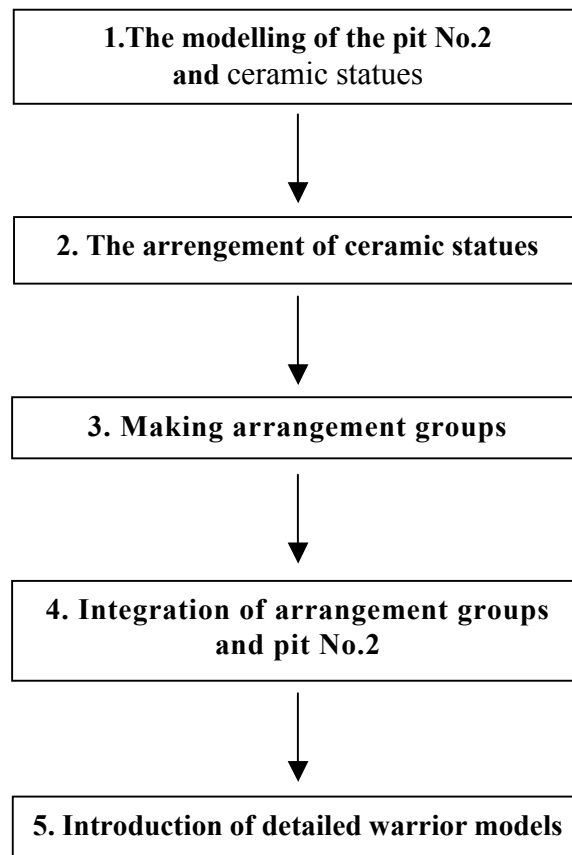 1.The modelling of the pit No.2
and ceramic statues
2. The arrengement of ceramic statues
3. Making arrangement groups
4. Integration of arrangement groups
and pit No.2
5. Introduction of detailed warrior models